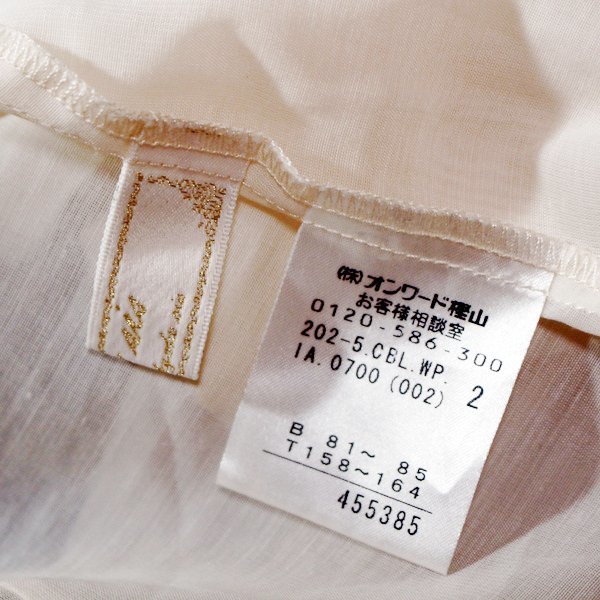 (株)オンワード樫山
お客様相談室
0120-586-300
202-5.CBL.WP.
IA.0700(002) 2
B 81~ 85
T158~164
455385